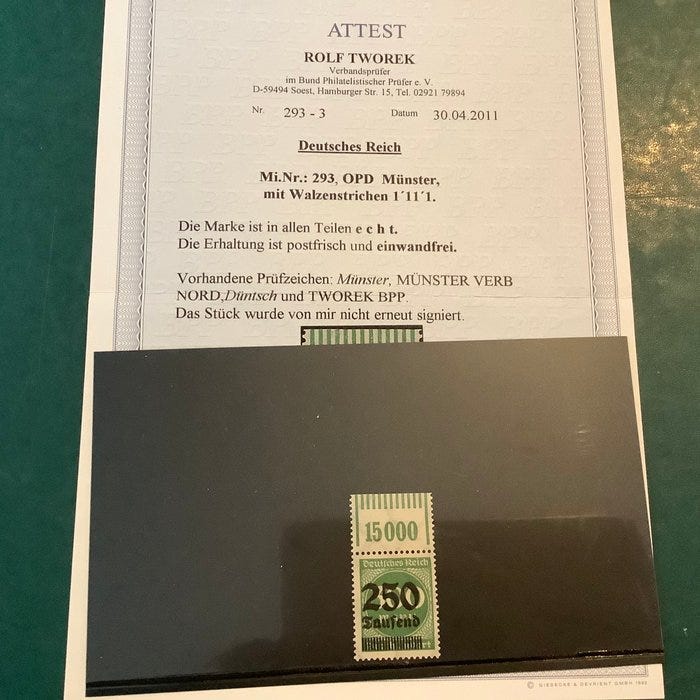 ATTEST
ROLF TWOREK
Verbandsprüfer
im Bund Philatelistischer Prüfer e. V.
D-59494 Soest, Hamburger Str. 15, Tel. 02921 79894
Nr. 293 - 3 Datum 30.04.2011
Deutsches Reich
Mi.Nr.: 293, OPD Münster,
mit Walzenstrichen 1´11´1.
Die Marke ist in allen Teilen e c h t.
Die Erhaltung ist postfrisch und einwandfrei.
Vorhandene Prüfzeichen: Münster, MÜNSTER VERB
NORD,Düntsch und TWOREK BPP.
Das Stück wurde von mir nicht erneut signiert.
15000
Deutsches Reich
250
Tausend
© GIESECKE & DEVRIENT GMBH 1992